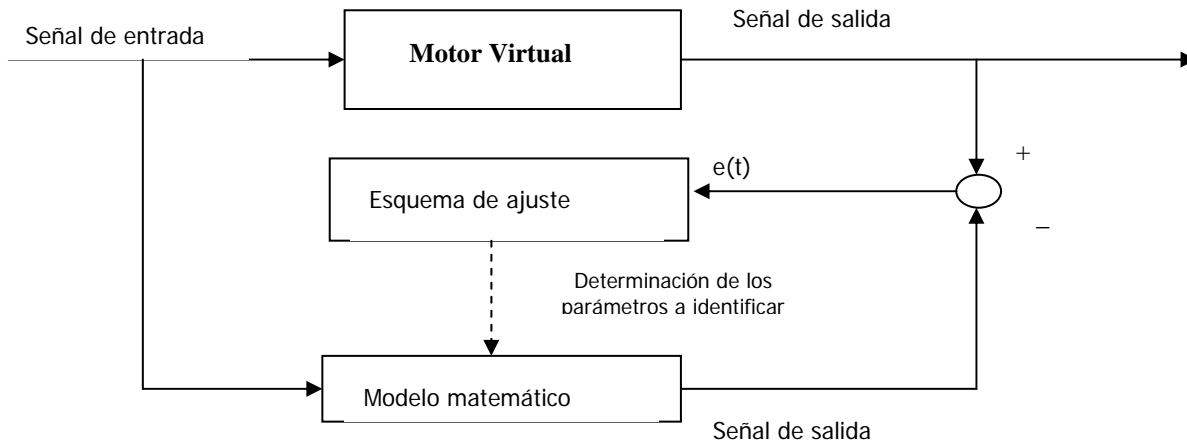 Señal de entrada
Motor Virtual
Señal de salida
+
e(t)
Esquema de ajuste
−
Determinación de los
parámetros a identificar
Modelo matemático
Señal de salida